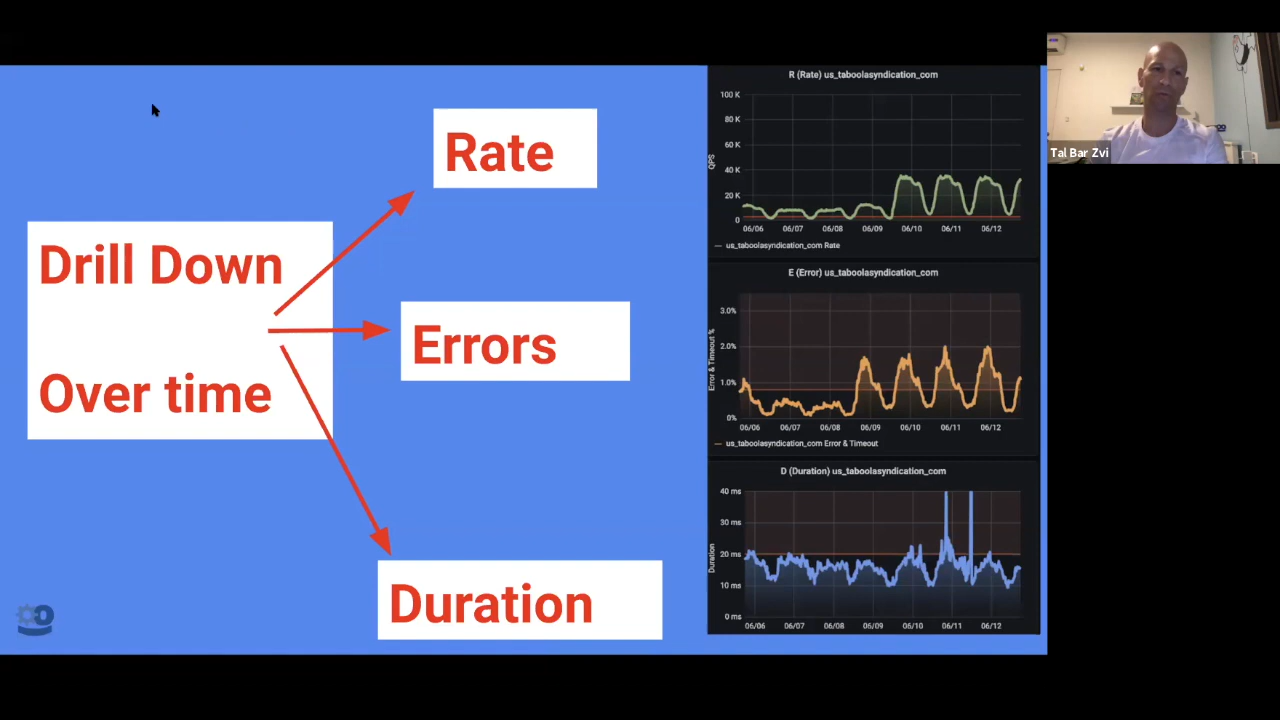 Drill Down
Over time
Rate
Errors
Duration
R (Rate) us_taboolasyndication_com
100 K
80 K
60 K
40 K
20 K
0
QPS
06/06 06/07 06/08 06/09 06/10 06/11 06/12
us_taboolasyndication_com Rate
E (Error) us_taboolasyndication_com
3.0%
2.0%
1.0%
0%
Error & Timeout %
06/06 06/07 06/08 06/09 06/10 06/11 06/12
us_taboolasyndication_com Error & Timeout
D (Duration) us_taboolasyndication_com
40 ms
30 ms
20 ms
10 ms
0 ms
Duration
06/06 06/07 06/08 06/09 06/10 06/11 06/12
Tal Bar Zvi